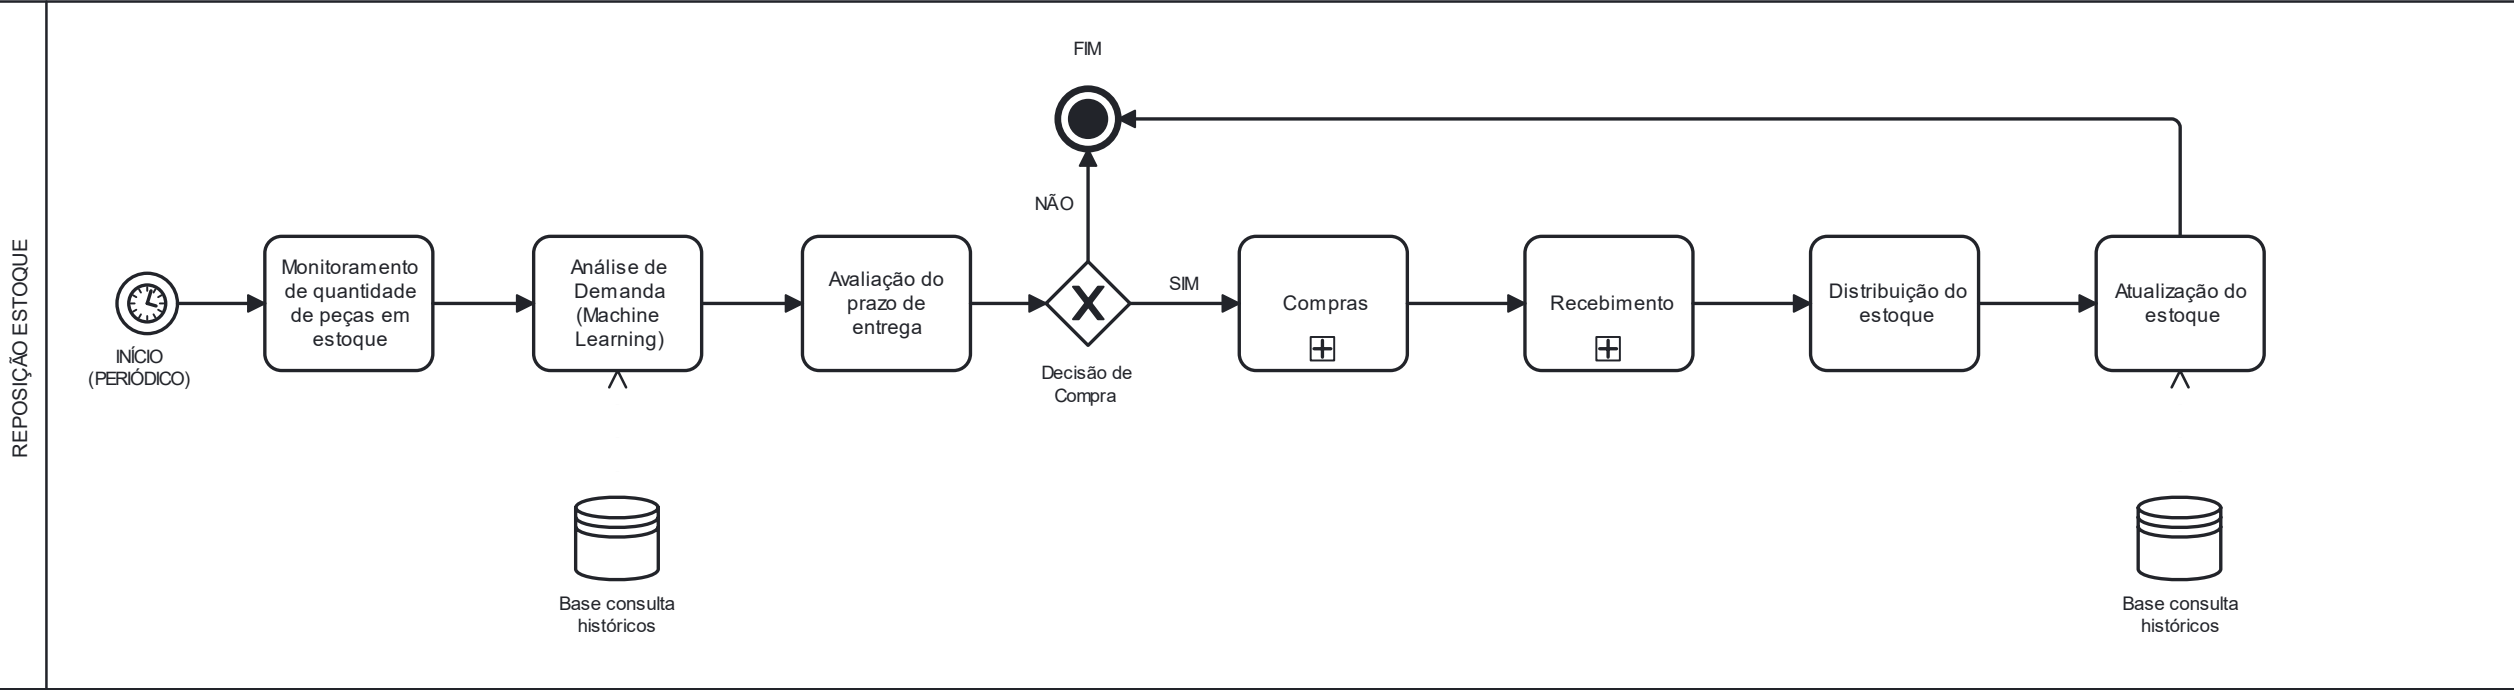 REPOSIÇÃO ESTOQUE
INÍCIO
(PERIÓDICO)
Monitoramento
de quantidade
de peças em
estoque
Análise de
Demanda
(Machine
Learning)
Base consulta
históricos
Avaliação do
prazo de
entrega
FIM
NÃO
X
Decisão de
Compra
SIM
Compras
Recebimento
Distribuição do
estoque
Atualização do
estoque
Base consulta
históricos